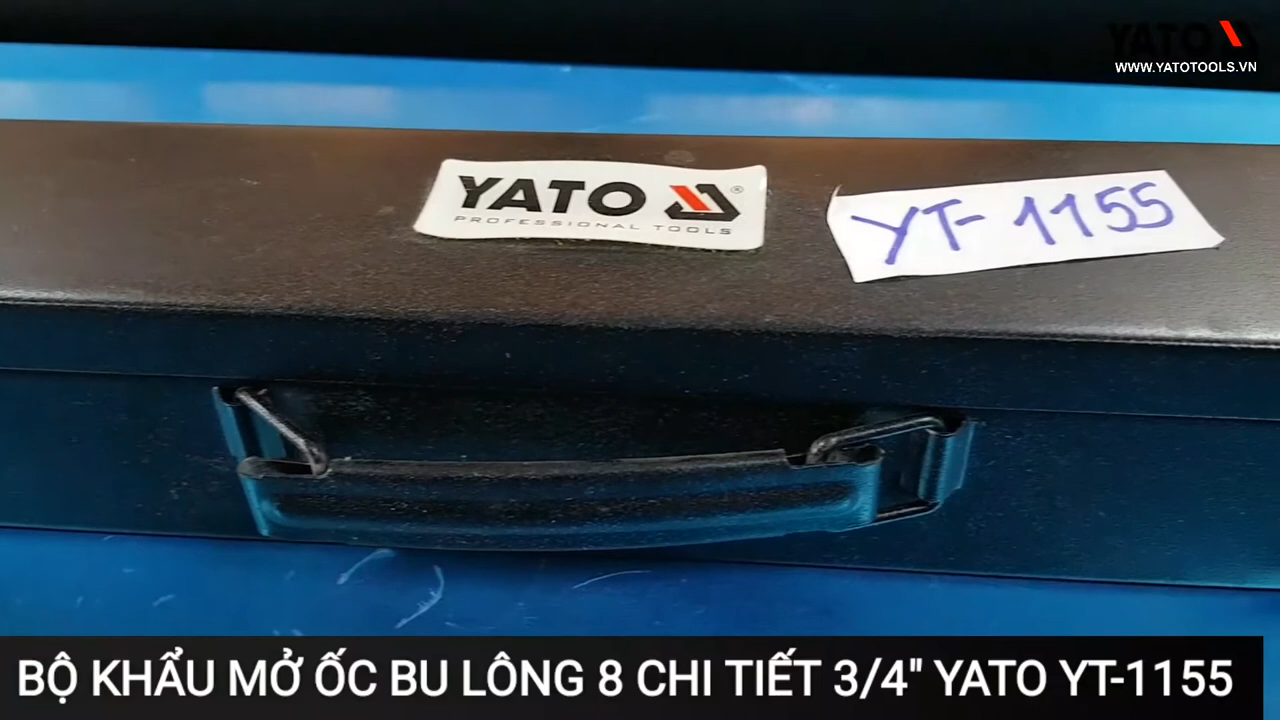 YATO
WWW.YATOTOOLS.VN
YATO ®
PROFESSIONAL TOOLS
YT-1155
BỘ KHẨU MỞ ỐC BU LÔNG 8 CHI TIẾT 3/4" YATO YT-1155